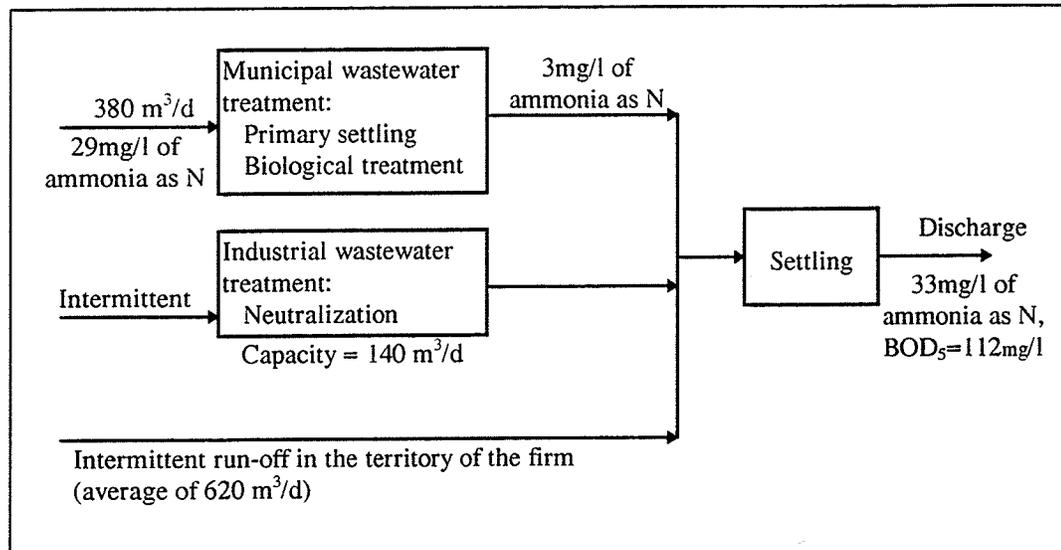 380 m³/d
29mg/l of
ammonia as N
Municipal wastewater
treatment:
Primary settling
Biological treatment
3mg/l of
ammonia as N
Intermittent
Industrial wastewater
treatment:
Neutralization
Capacity = 140 m³/d
Settling
Discharge
33mg/l of
ammonia as N,
BOD₅=112mg/l
Intermittent run-off in the territory of the firm
(average of 620 m³/d)